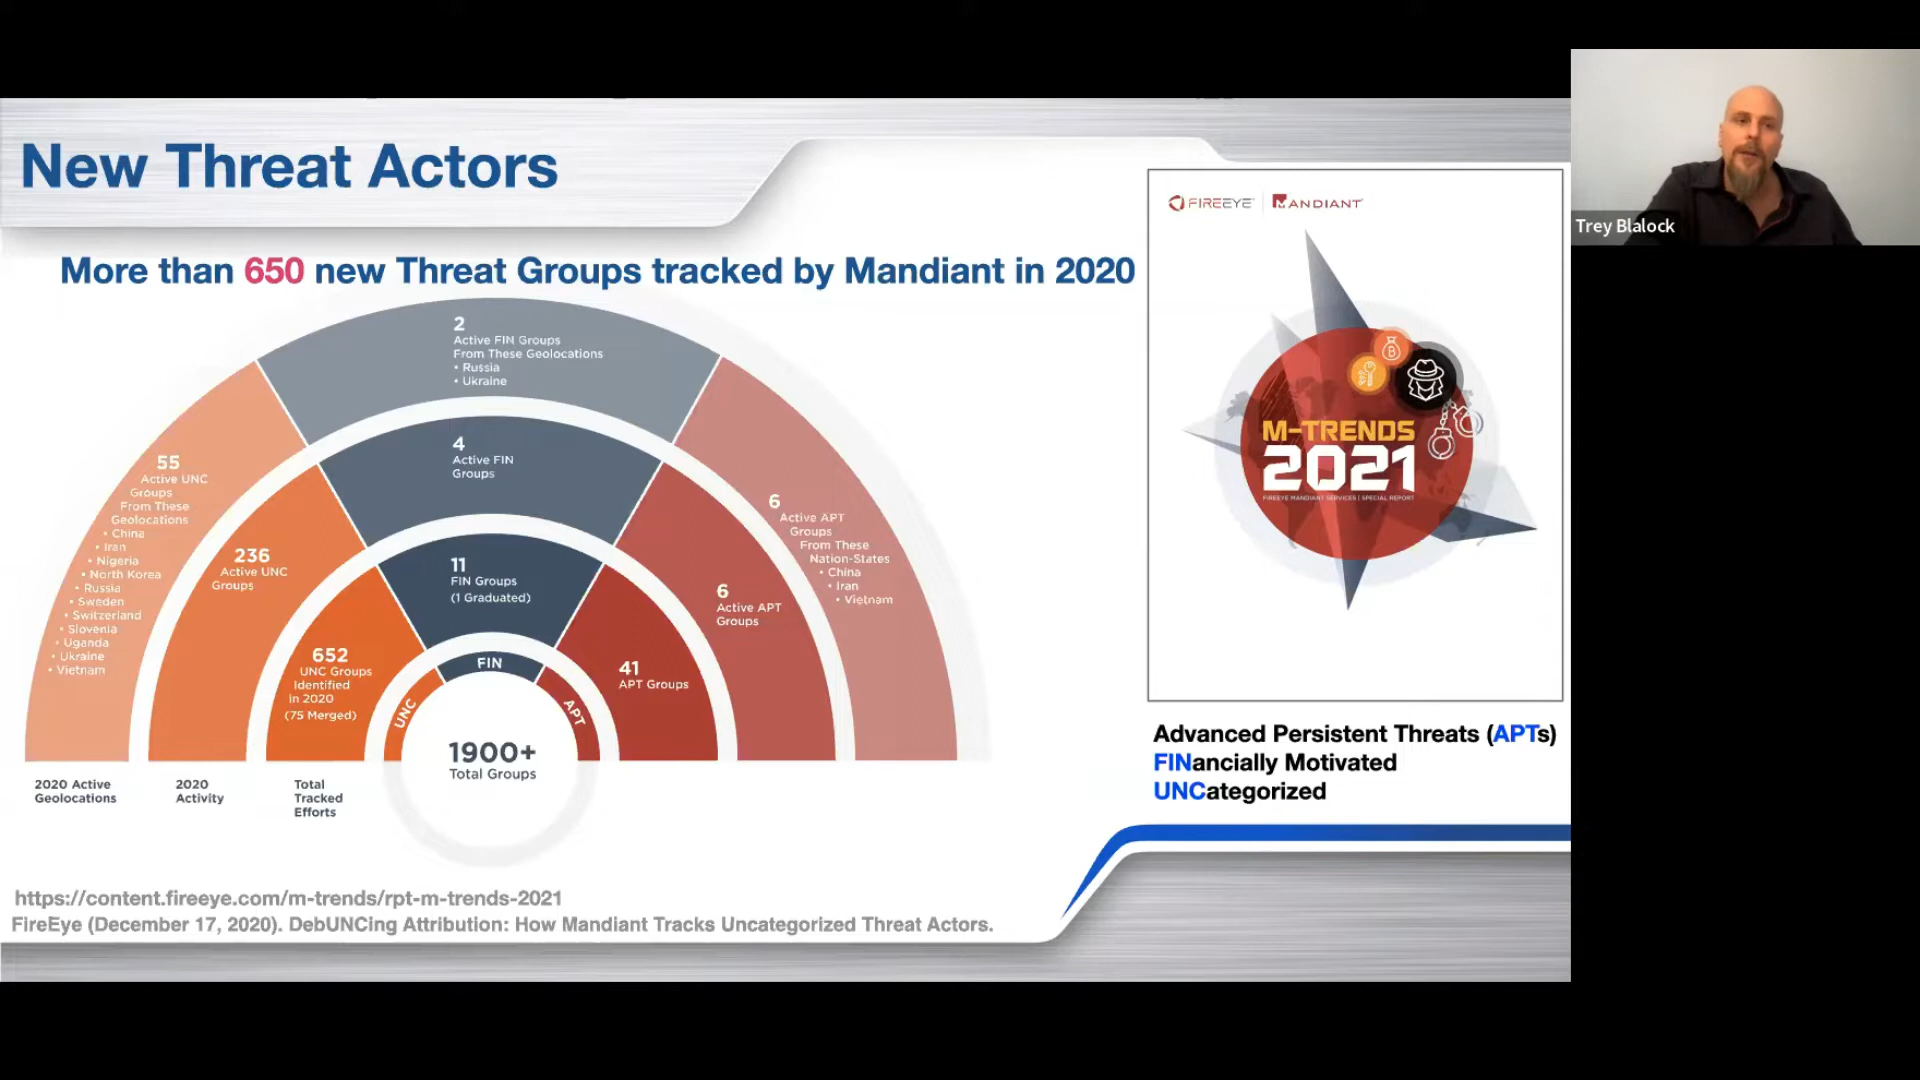 New Threat Actors
More than 650 new Threat Groups tracked by Mandiant in 2020
2
Active FIN Groups
From These Geolocations
• Russia
• Ukraine
4
Active FIN
Groups
11
FIN Groups
(1 Graduated)
FIN
55
Active UNC
Groups
From These
Geolocations
• China
• Iran
• Nigeria
• North Korea
• Russia
• Sweden
• Switzerland
• Slovenia
• Uganda
• Ukraine
• Vietnam
236
Active UNC
Groups
652
UNC Groups
Identified
In 2020
(75 Merged)
UNC
APT
41
APT Groups
6
Active APT
Groups
6
Active APT
Groups
From These
Nation-States
• China
• Iran
• Vietnam
1900+
Total Groups
2020 Active
Geolocations
2020
Activity
Total
Tracked
Efforts
FIREEYE MANDIANT
M-TRENDS
2021
FIREEYE MANDIANT SERVICES | SPECIAL REPORT
Advanced Persistent Threats (APTs)
FINancially Motivated
UNCategorized
https://content.fireeye.com/m-trends/rpt-m-trends-2021
FireEye (December 17, 2020). DebUNCing Attribution: How Mandiant Tracks Uncategorized Threat Actors.
Trey Blalock